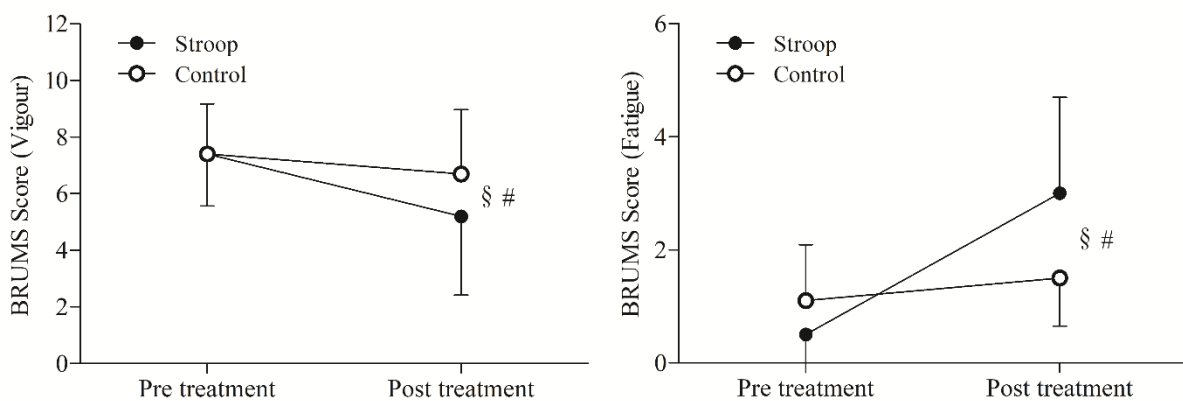 BRUMS Score (Vigour)
12
10
8
6
4
2
0
Stroop
Control
§ #
Pre treatment
Post treatment
BRUMS Score (Fatigue)
6
4
2
0
Stroop
Control
§ #
Pre treatment
Post treatment